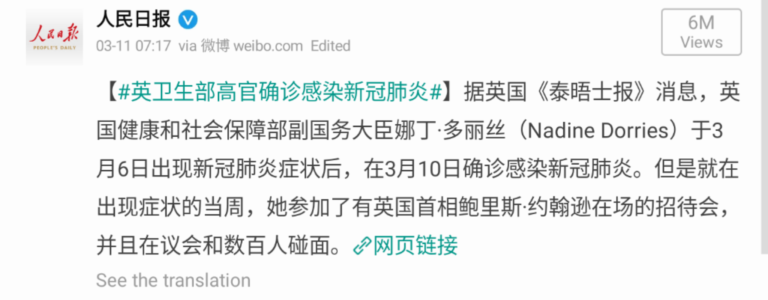 人民日报
人民日报
PEOPLE'S DAILY
03-11 07:17 via 微博 weibo.com Edited
6M
Views
【#英卫生部高官确诊感染新冠肺炎#】据英国《泰晤士报》消息，英
国健康和社会保障部副国务大臣娜丁·多丽丝（Nadine Dorries）于3
月6日出现新冠肺炎症状后，在3月10日确诊感染新冠肺炎。但是就在
出现症状的当周，她参加了有英国首相鲍里斯·约翰逊在场的招待会，
并且在议会和数百人碰面。网页链接
See the translation